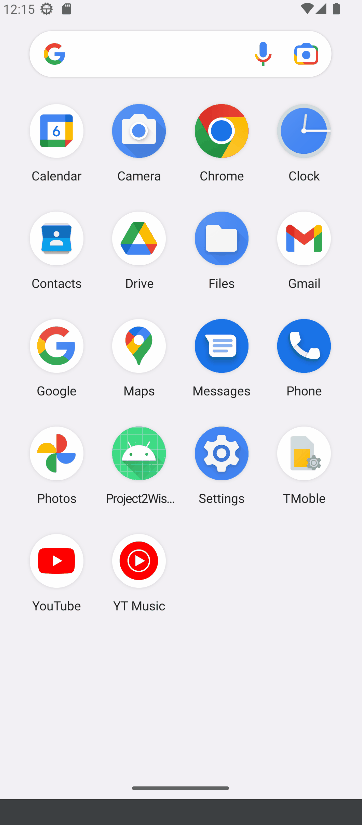 12:15
6
Calendar Camera Chrome Clock
Contacts Drive Files Gmail
Google Maps Messages Phone
Photos Project2Wis... Settings TMoble
YouTube YT Music